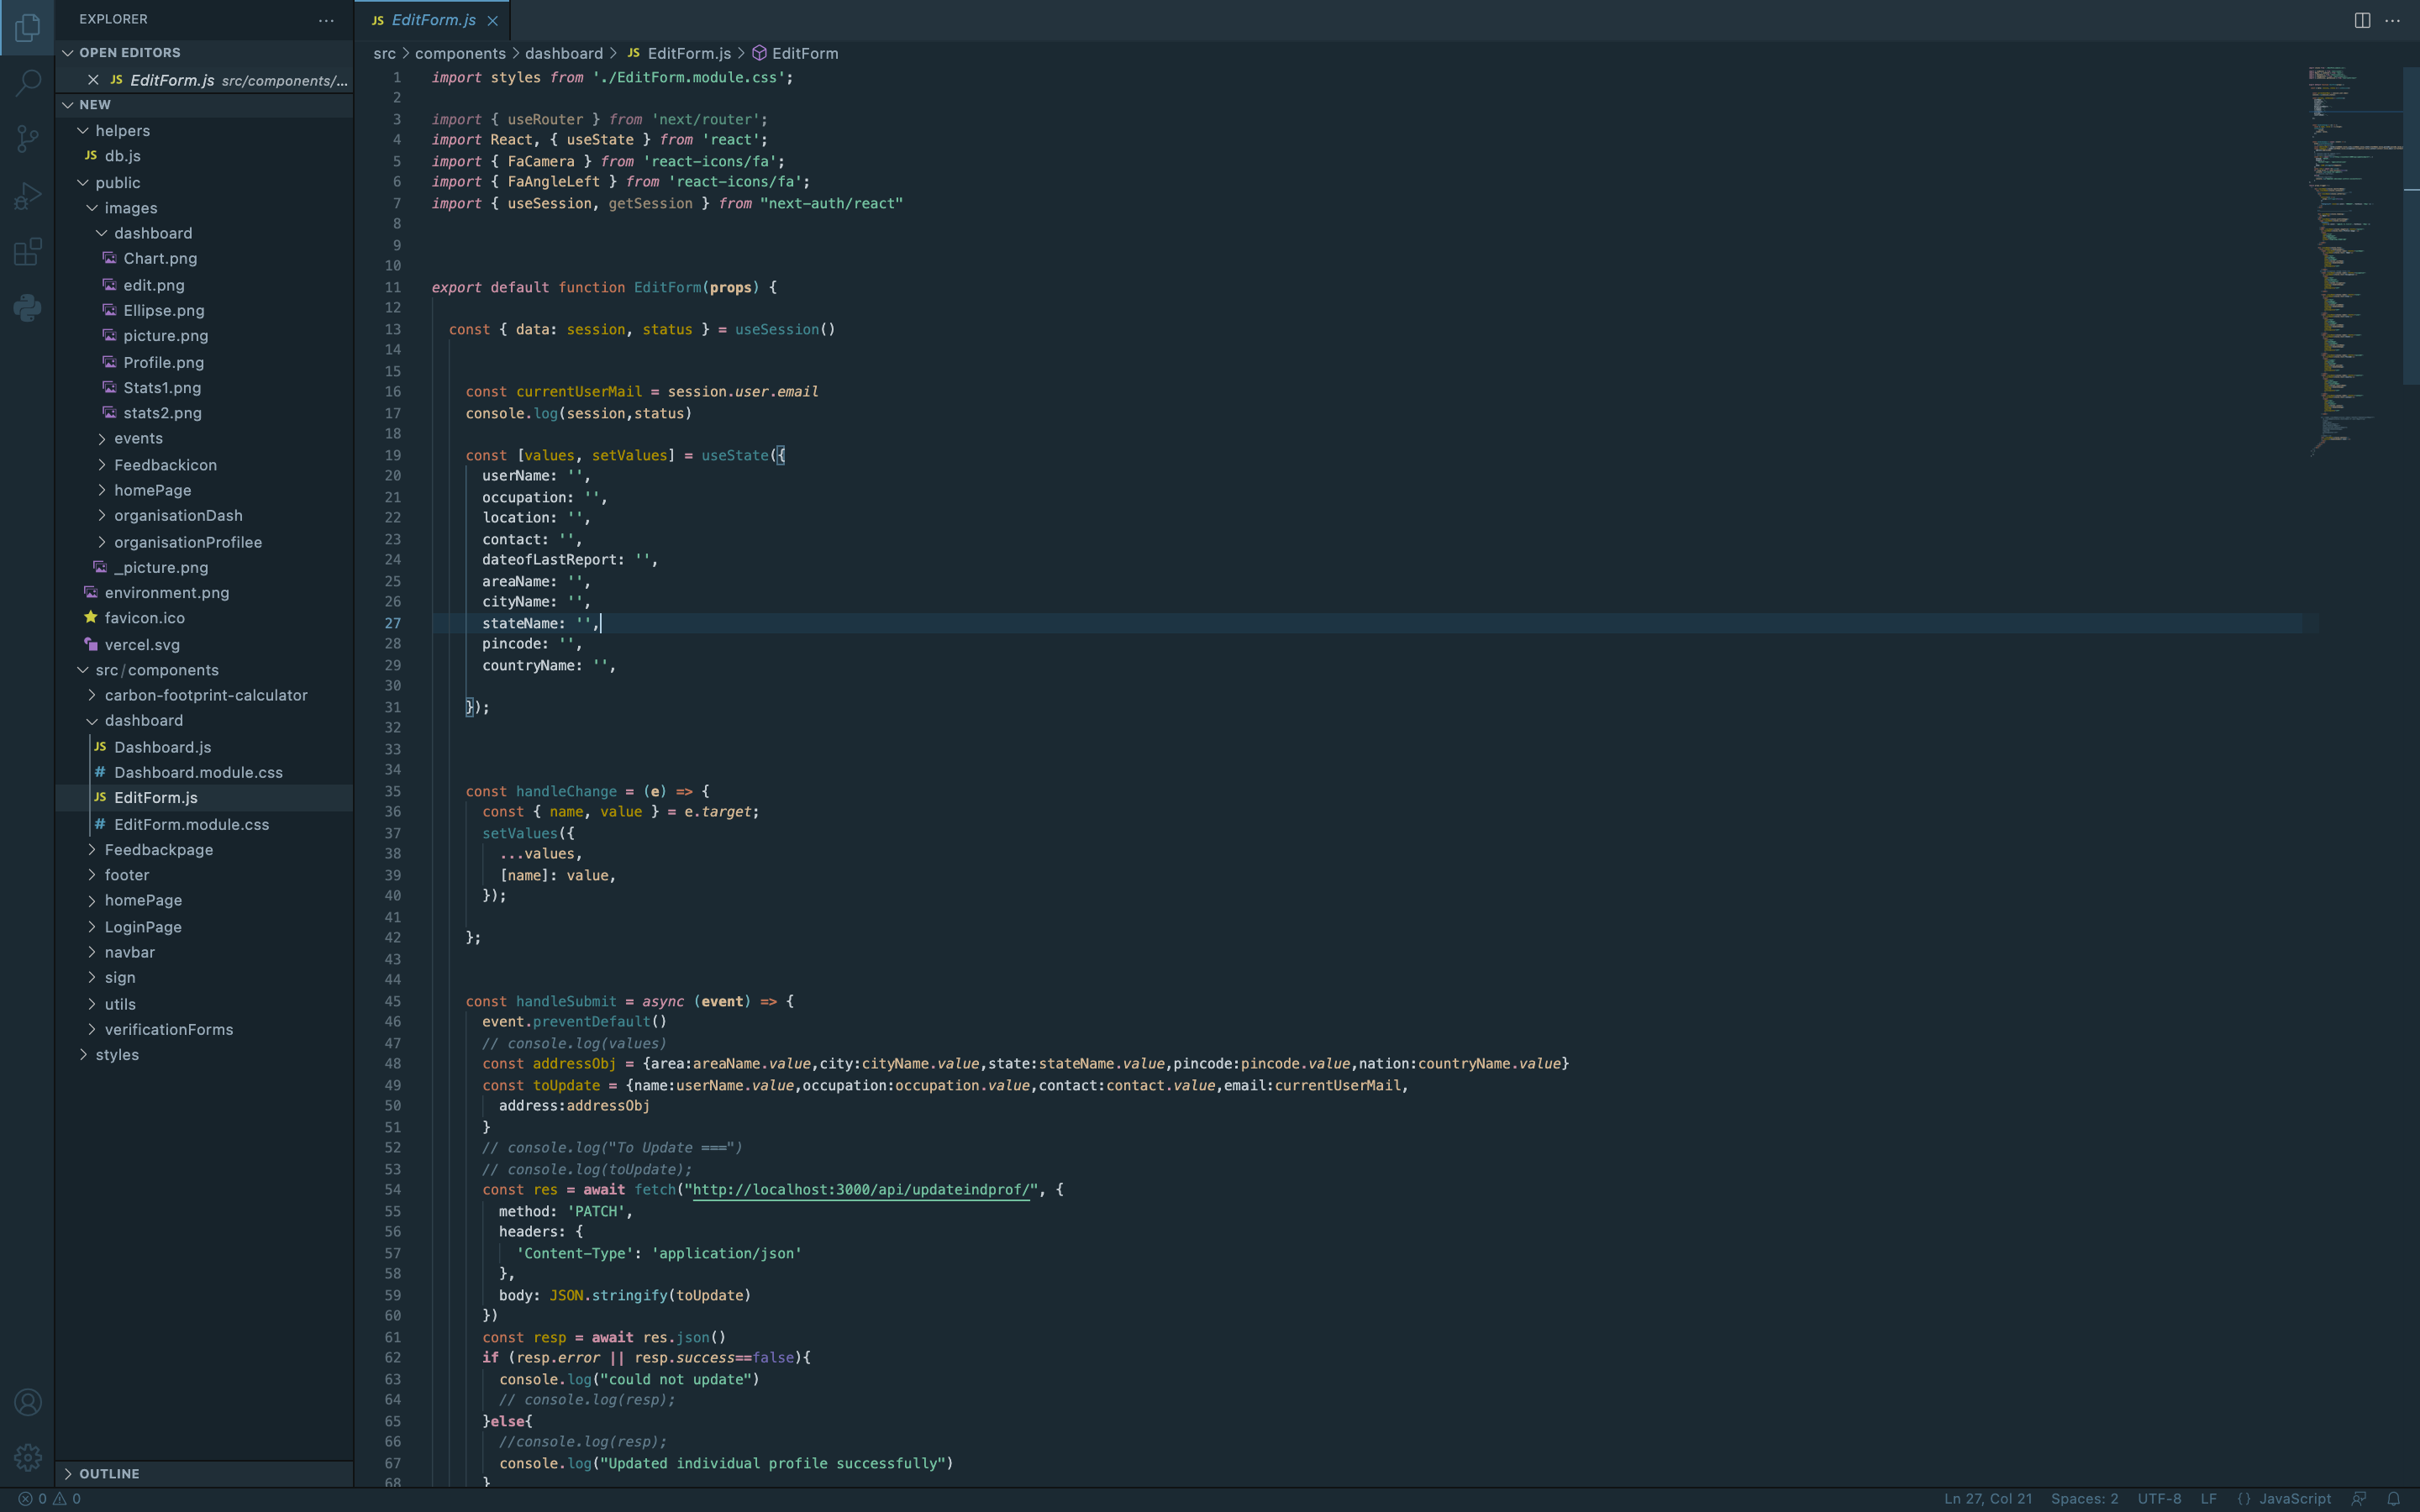 EXPLORER
OPEN EDITORS
JS EditForm.js src/components/...
NEW
helpers
JS db.js
public
images
dashboard
Chart.png
edit.png
Ellipse.png
picture.png
Profile.png
Stats1.png
stats2.png
events
Feedbackicon
homePage
organisationDash
organisationProfilee
_picture.png
environment.png
favicon.ico
vercel.svg
src/components
carbon-footprint-calculator
dashboard
JS Dashboard.js
# Dashboard.module.css
JS EditForm.js
# EditForm.module.css
Feedbackpage
footer
homePage
LoginPage
navbar
sign
utils
verificationForms
styles
OUTLINE
JS EditForm.js
src > components > dashboard > JS EditForm.js > EditForm
1 import styles from './EditForm.module.css';
2
3 import { useRouter } from 'next/router';
4 import React, { useState } from 'react';
5 import { FaCamera } from 'react-icons/fa';
6 import { FaAngleLeft } from 'react-icons/fa';
7 import { useSession, getSession } from "next-auth/react"
8
9
10
11 export default function EditForm(props) {
12
13 const { data: session, status } = useSession()
14
15
16 const currentUserMail = session.user.email
17 console.log(session,status)
18
19 const [values, setValues] = useState({
20 userName: '',
21 occupation: '',
22 location: '',
23 contact: '',
24 dateofLastReport: '',
25 areaName: '',
26 cityName: '',
27 stateName: '',
28 pincode: '',
29 countryName: '',
30
31 });
32
33
34
35 const handleChange = (e) => {
36 const { name, value } = e.target;
37 setValues({
38 ...values,
39 [name]: value,
40 });
41
42 };
43
44
45 const handleSubmit = async (event) => {
46 event.preventDefault()
47 // console.log(values)
48 const addressObj = {area:areaName.value,city:cityName.value,state:stateName.value,pincode:pincode.value,nation:countryName.value}
49 const toUpdate = {name:userName.value,occupation:occupation.value,contact:contact.value,email:currentUserMail,
50 address:addressObj
51 }
52 // console.log("To Update ===")
53 // console.log(toUpdate);
54 const res = await fetch("http://localhost:3000/api/updateindprof/", {
55 method: 'PATCH',
56 headers: {
57 'Content-Type': 'application/json'
58 },
59 body: JSON.stringify(toUpdate)
60 })
61 const resp = await res.json()
62 if (resp.error || resp.success==false){
63 console.log("could not update")
64 // console.log(resp);
65 }else{
66 //console.log(resp);
67 console.log("Updated individual profile successfully")
68 }
0 0
Ln 27, Col 21 Spaces: 2 UTF-8 LF {} JavaScript